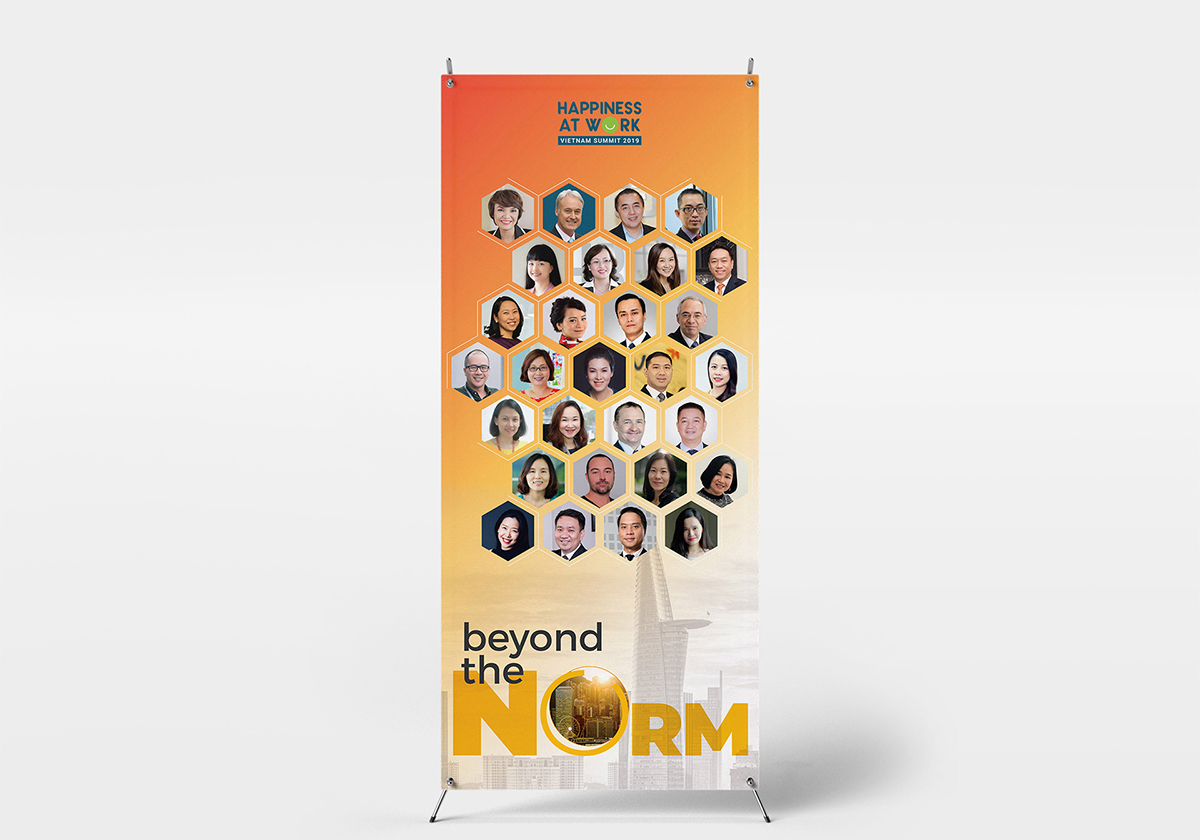 HAPPINESS
AT WORK
VIETNAM SUMMIT 2019
beyond
the
NORM